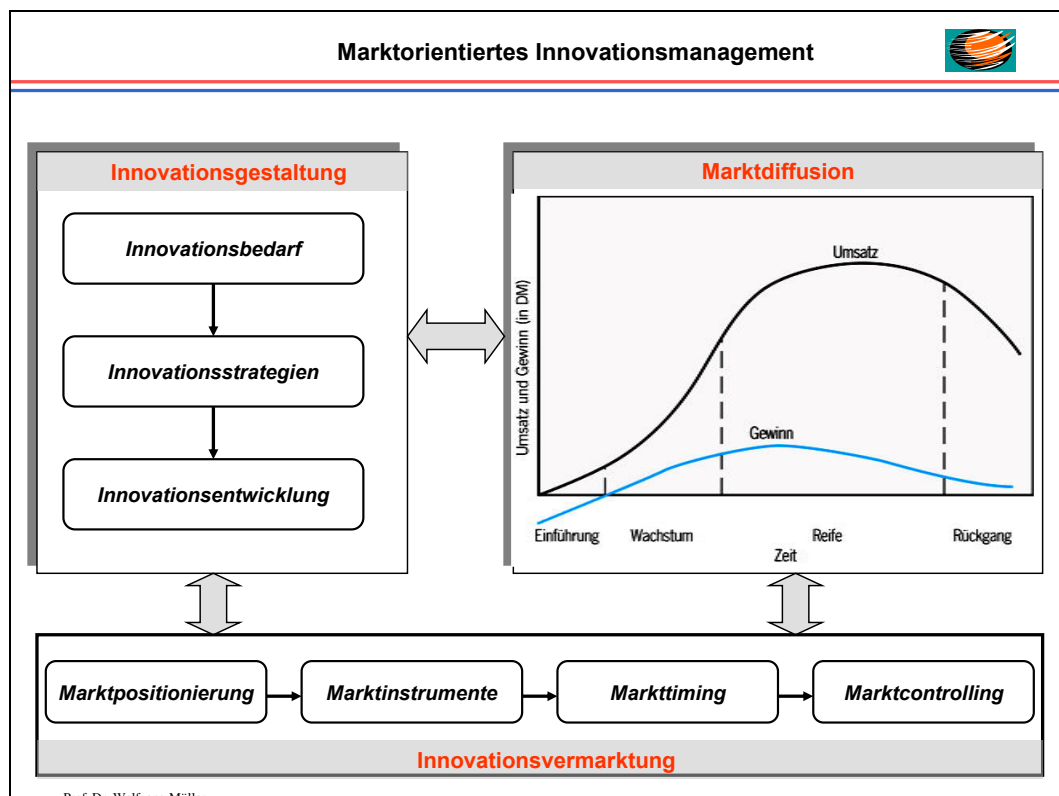 Marktorientiertes Innovationsmanagement
Innovationsgestaltung
Innovationsbedarf
Innovationsstrategien
Innovationsentwicklung
Marktdiffusion
Umsatz und Gewinn (in DM)
Umsatz
Gewinn
Einführung Wachstum Reife Rückgang
Zeit
Marktpositionierung Marktinstrumente Markttiming Marktcontrolling
Innovationsvermarktung